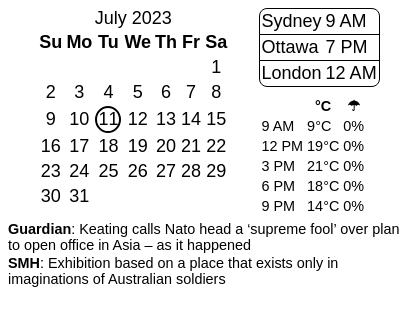 July 2023
Su Mo Tu We Th Fr Sa
1
2 3 4 5 6 7 8
9 10 11 12 13 14 15
16 17 18 19 20 21 22
23 24 25 26 27 28 29
30 31
Sydney 9 AM
Ottawa 7 PM
London 12 AM
°C ☂
9 AM 9°C 0%
12 PM 19°C 0%
3 PM 21°C 0%
6 PM 18°C 0%
9 PM 14°C 0%
Guardian: Keating calls Nato head a ‘supreme fool’ over plan
to open office in Asia – as it happened
SMH: Exhibition based on a place that exists only in
imaginations of Australian soldiers